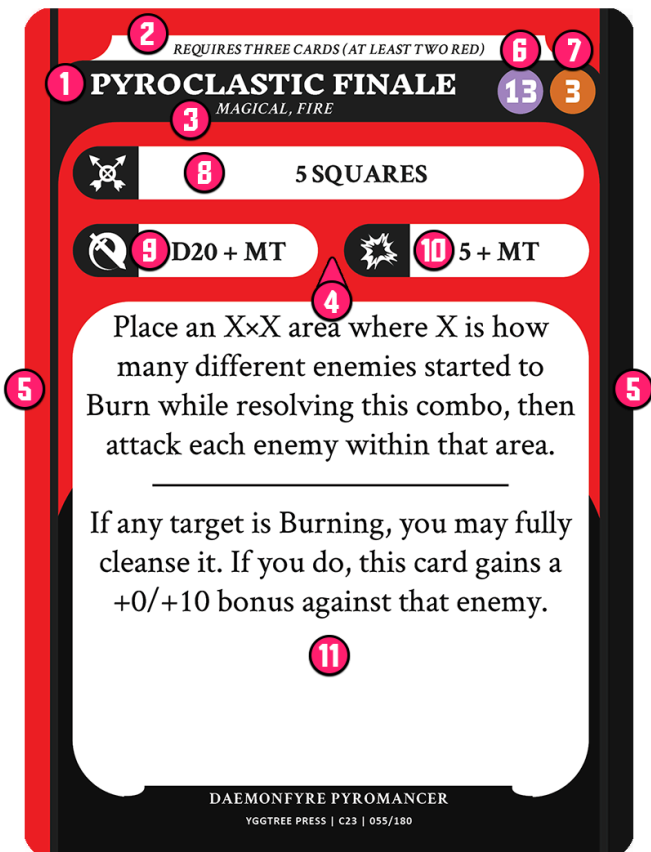 2 REQUIRES THREE CARDS (AT LEAST TWO RED) 6 7
1 PYROCLASTIC FINALE 13 3
3 MAGICAL, FIRE
8 5 SQUARES
9 D20 + MT 10 5 + MT
4
Place an X×X area where X is how
many different enemies started to
5 Burn while resolving this combo, then 5
attack each enemy within that area.
If any target is Burning, you may fully
cleanse it. If you do, this card gains a
+0/+10 bonus against that enemy.
11
DAEMONFYRE PYROMANCER
YGGTREE PRESS | C23 | 055/180